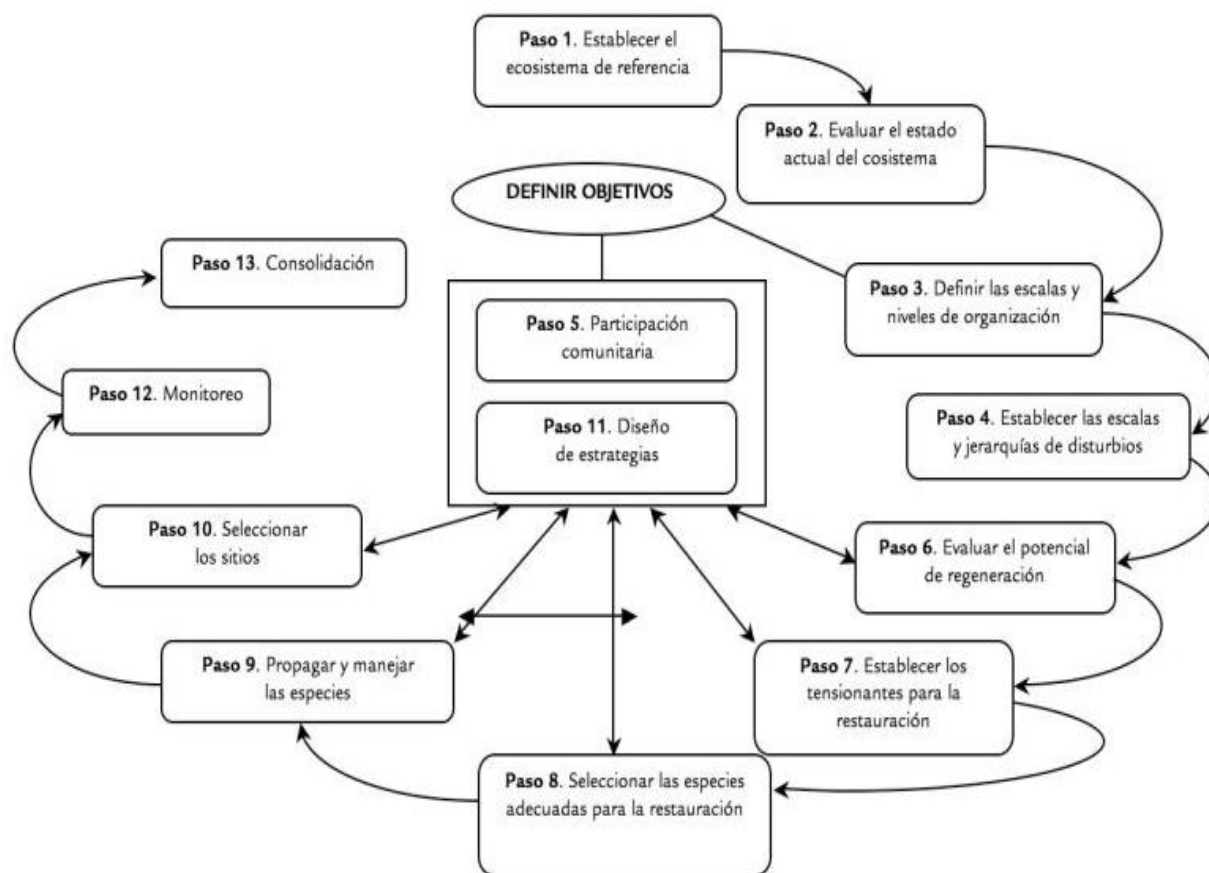 Paso 1. Establecer el
ecosistema de referencia
Paso 2. Evaluar el estado
actual del cosistema
DEFINIR OBJETIVOS
Paso 13. Consolidación
Paso 3. Definir las escalas y
niveles de organización
Paso 5. Participación
comunitaria
Paso 12. Monitoreo
Paso 4. Establecer las escalas
y jerarquías de disturbios
Paso 11. Diseño
de estrategias
Paso 10. Seleccionar
los sitios
Paso 6. Evaluar el potencial
de regeneración
Paso 9. Propagar y manejar
las especies
Paso 7. Establecer los
tensionantes para la
restauración
Paso 8. Seleccionar las especies
adecuadas para la restauración